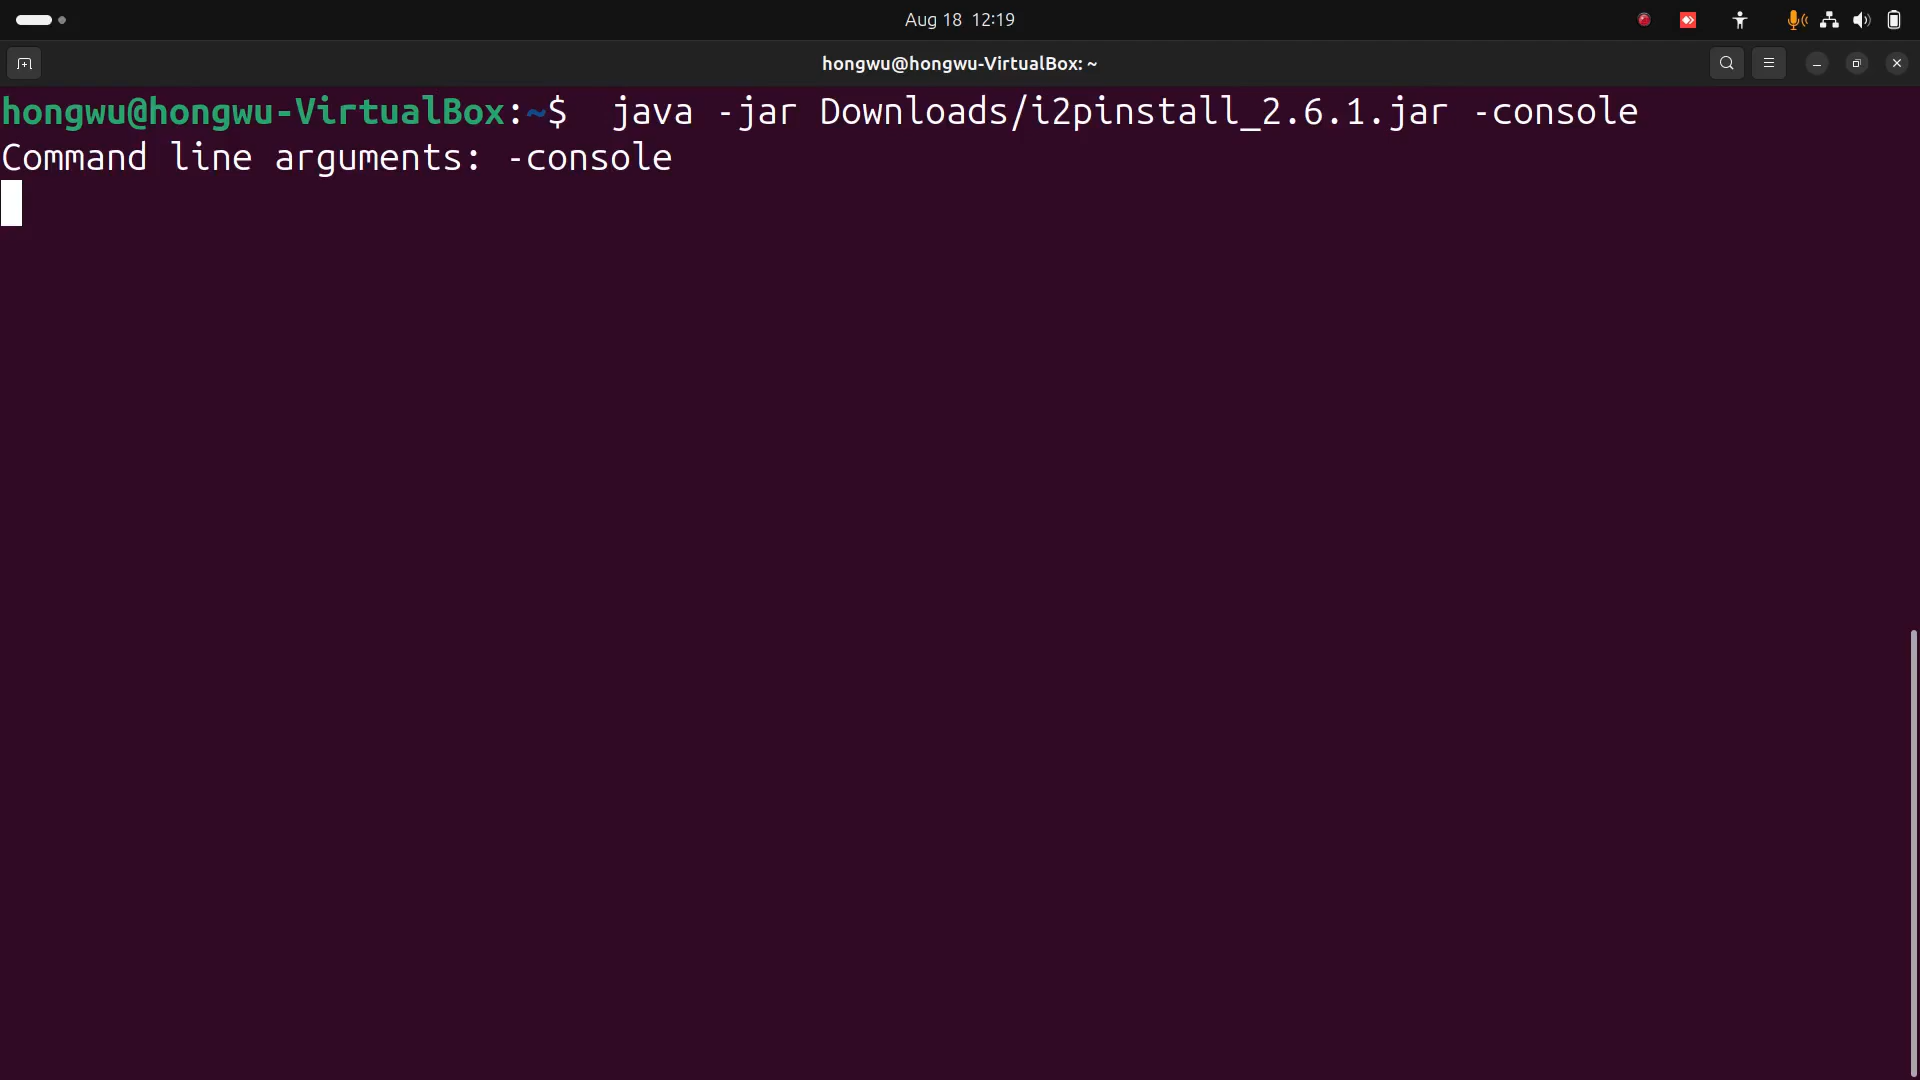 Aug 18 12:19
hongwu@hongwu-VirtualBox: ~
hongwu@hongwu-VirtualBox:~$  java -jar Downloads/i2pinstall_2.6.1.jar -console
Command line arguments: -console